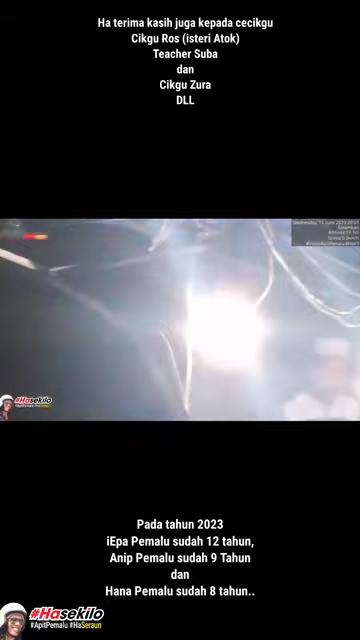 Ha terima kasih juga kepada cecikgu
Cikgu Ros (isteri Atok)
Teacher Suba
dan
Cikgu Zura
DLL
#Hasekilo
Pada tahun 2023
iEpa Pemalu sudah 12 tahun,
Anip Pemalu sudah 9 Tahun
dan
Hana Pemalu sudah 8 tahun..
#Hasekilo
#ApitPemalu #HaSeraun